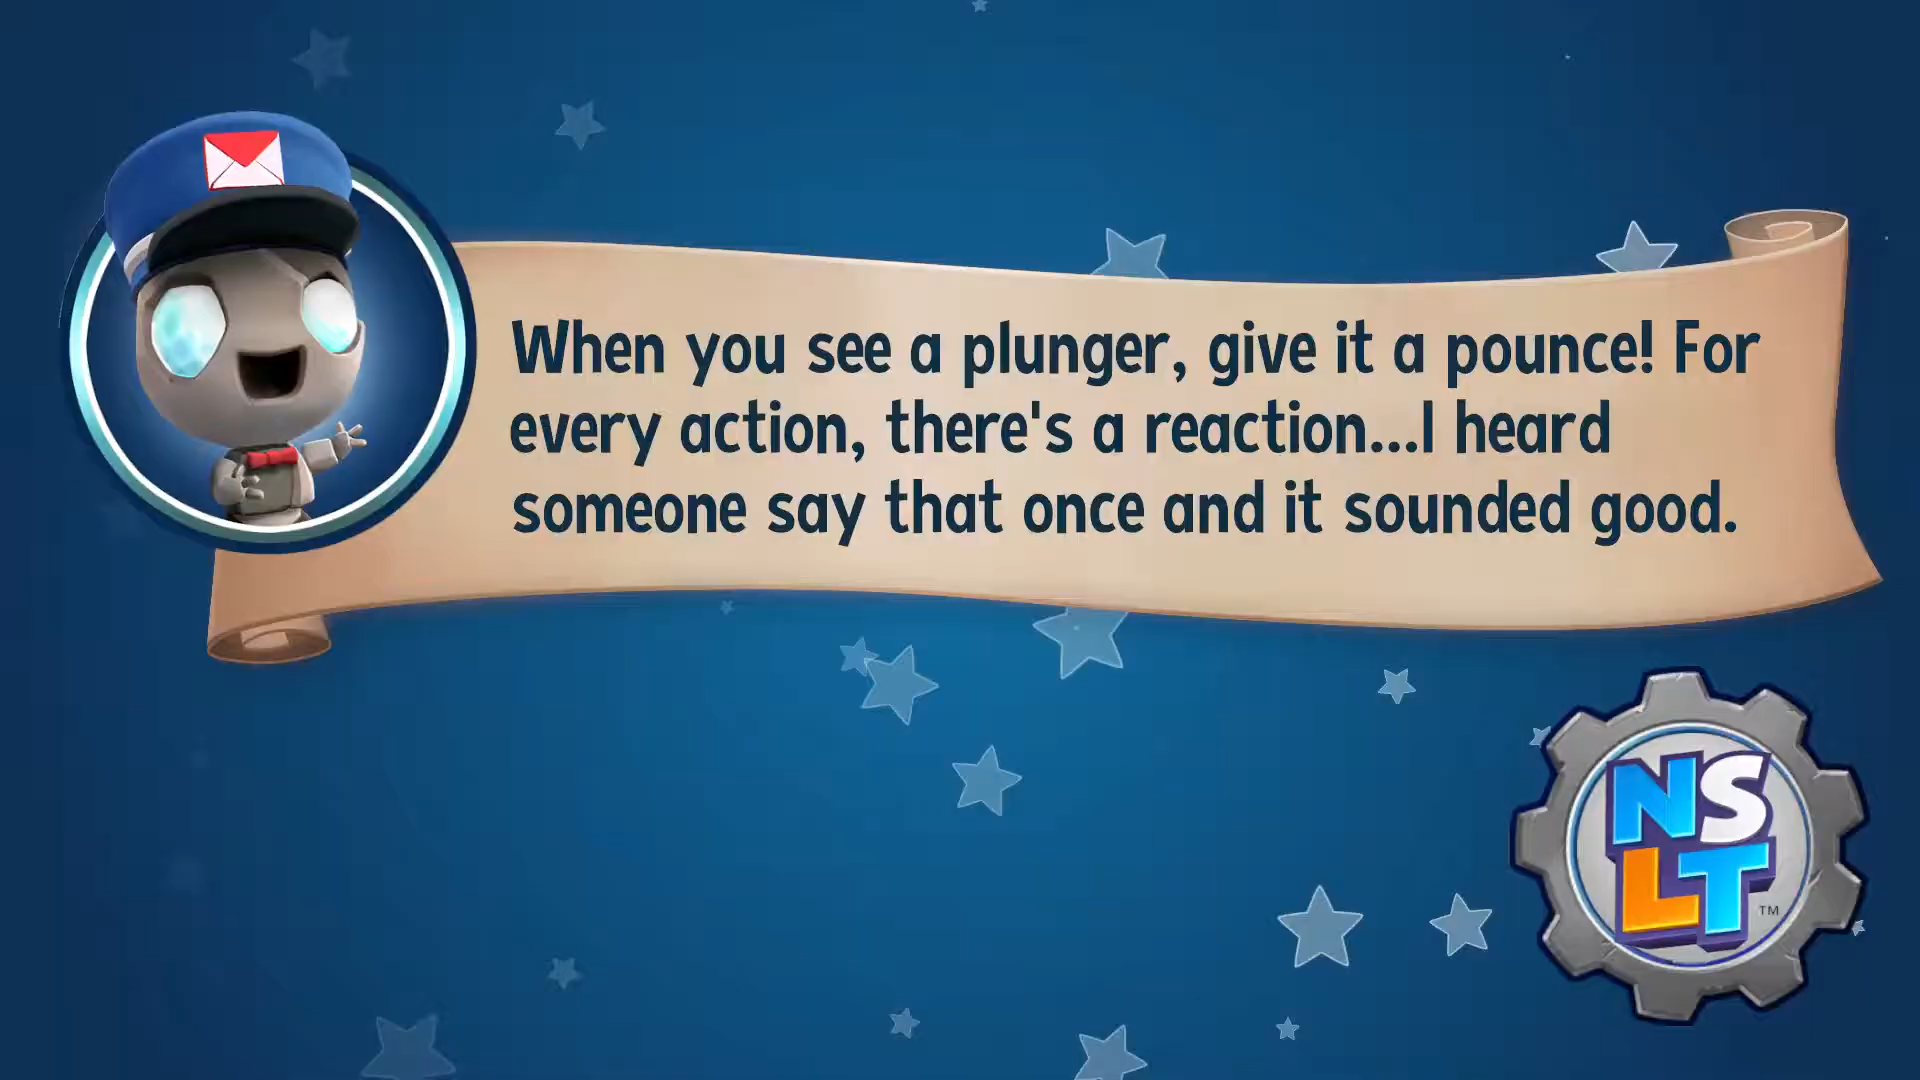 When you see a plunger, give it a pounce! For
every action, there's a reaction...I heard
someone say that once and it sounded good.
NS
LT
TM